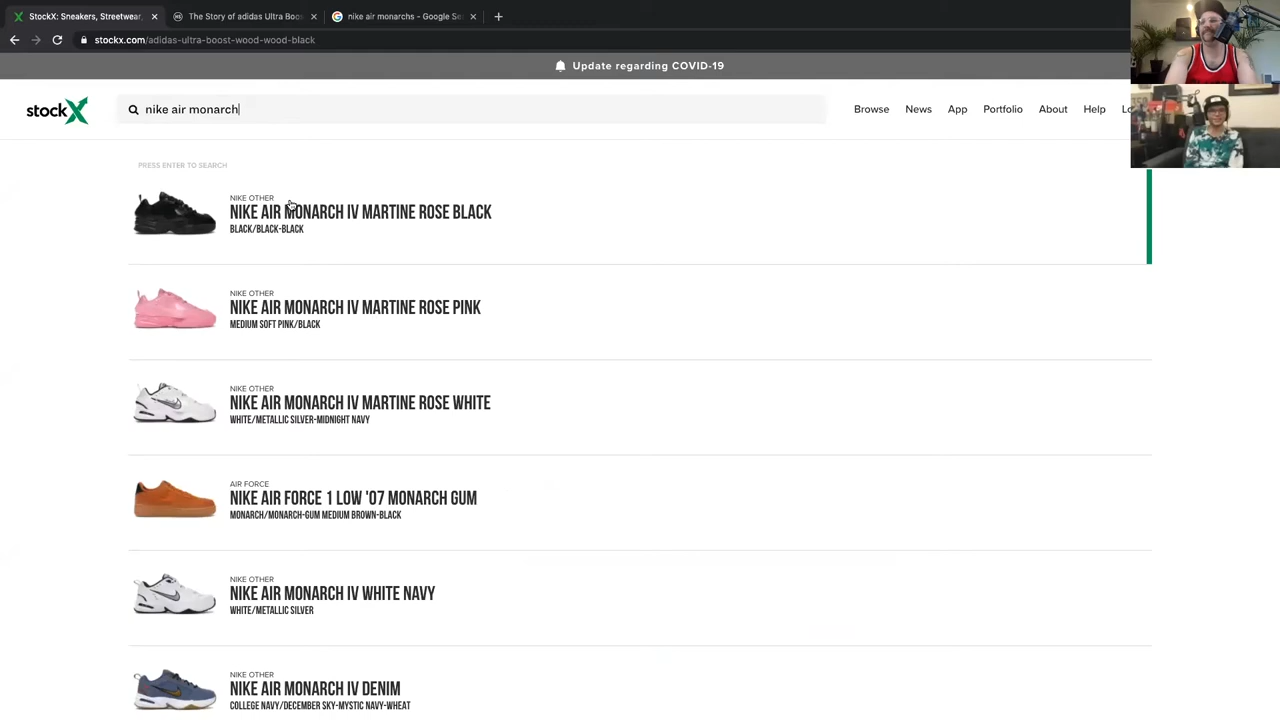 StockX: Sneakers, Streetwear,
The Story of adidas Ultra Boos
nike air monarchs - Google Se
stockx.com/adidas-ultra-boost-wood-wood-black
Update regarding COVID-19
stockX
nike air monarch
Browse
News
App
Portfolio
About
Help
Lo
PRESS ENTER TO SEARCH
NIKE OTHER
NIKE AIR MONARCH IV MARTINE ROSE BLACK
BLACK/BLACK-BLACK
NIKE OTHER
NIKE AIR MONARCH IV MARTINE ROSE PINK
MEDIUM SOFT PINK/BLACK
NIKE OTHER
NIKE AIR MONARCH IV MARTINE ROSE WHITE
WHITE/METALLIC SILVER-MIDNIGHT NAVY
AIR FORCE
NIKE AIR FORCE 1 LOW '07 MONARCH GUM
MONARCH/MONARCH-GUM MEDIUM BROWN-BLACK
NIKE OTHER
NIKE AIR MONARCH IV WHITE NAVY
WHITE/METALLIC SILVER
NIKE OTHER
NIKE AIR MONARCH IV DENIM
COLLEGE NAVY/DECEMBER SKY-MYSTIC NAVY-WHEAT